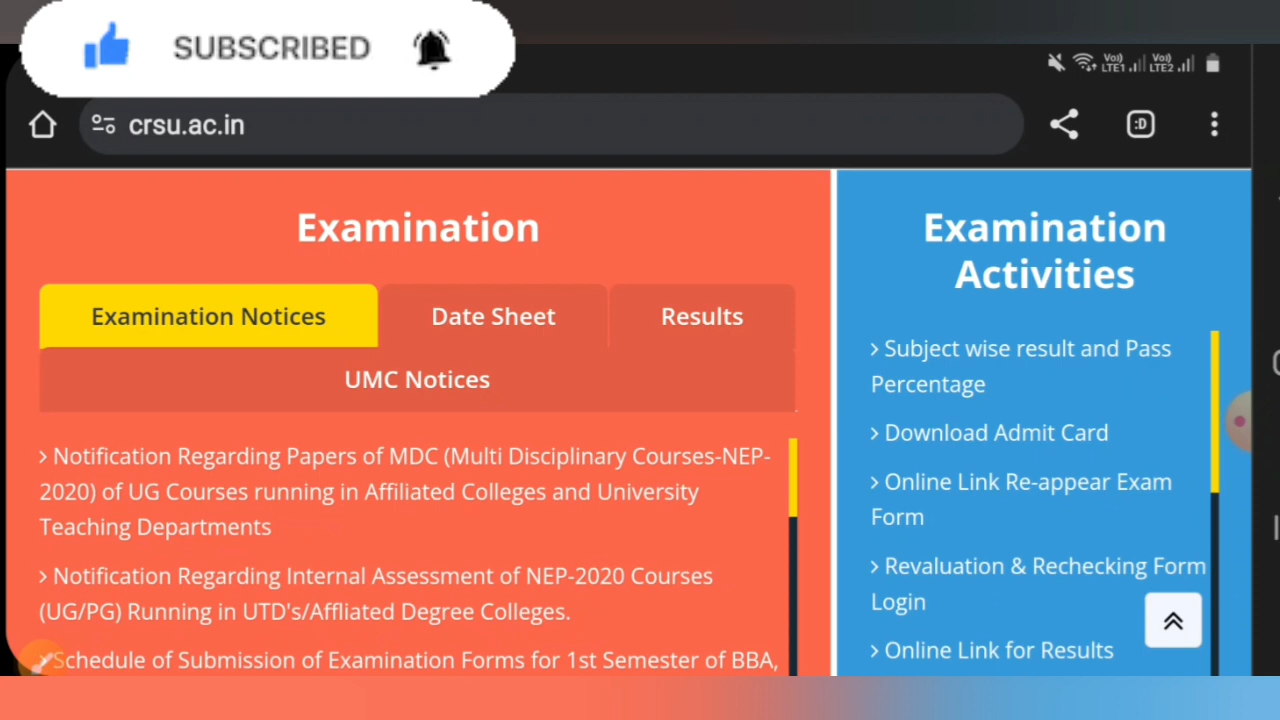 SUBSCRIBED
Vo)) LTE1 Vo)) LTE2
crsu.ac.in
:D
Examination
Examination Notices
Date Sheet
Results
UMC Notices
> Notification Regarding Papers of MDC (Multi Disciplinary Courses-NEP-
2020) of UG Courses running in Affiliated Colleges and University
Teaching Departments
> Notification Regarding Internal Assessment of NEP-2020 Courses
(UG/PG) Running in UTD's/Affliated Degree Colleges.
Schedule of Submission of Examination Forms for 1st Semester of BBA,
Examination
Activities
> Subject wise result and Pass
Percentage
> Download Admit Card
> Online Link Re-appear Exam
Form
> Revaluation & Rechecking Form
Login
> Online Link for Results